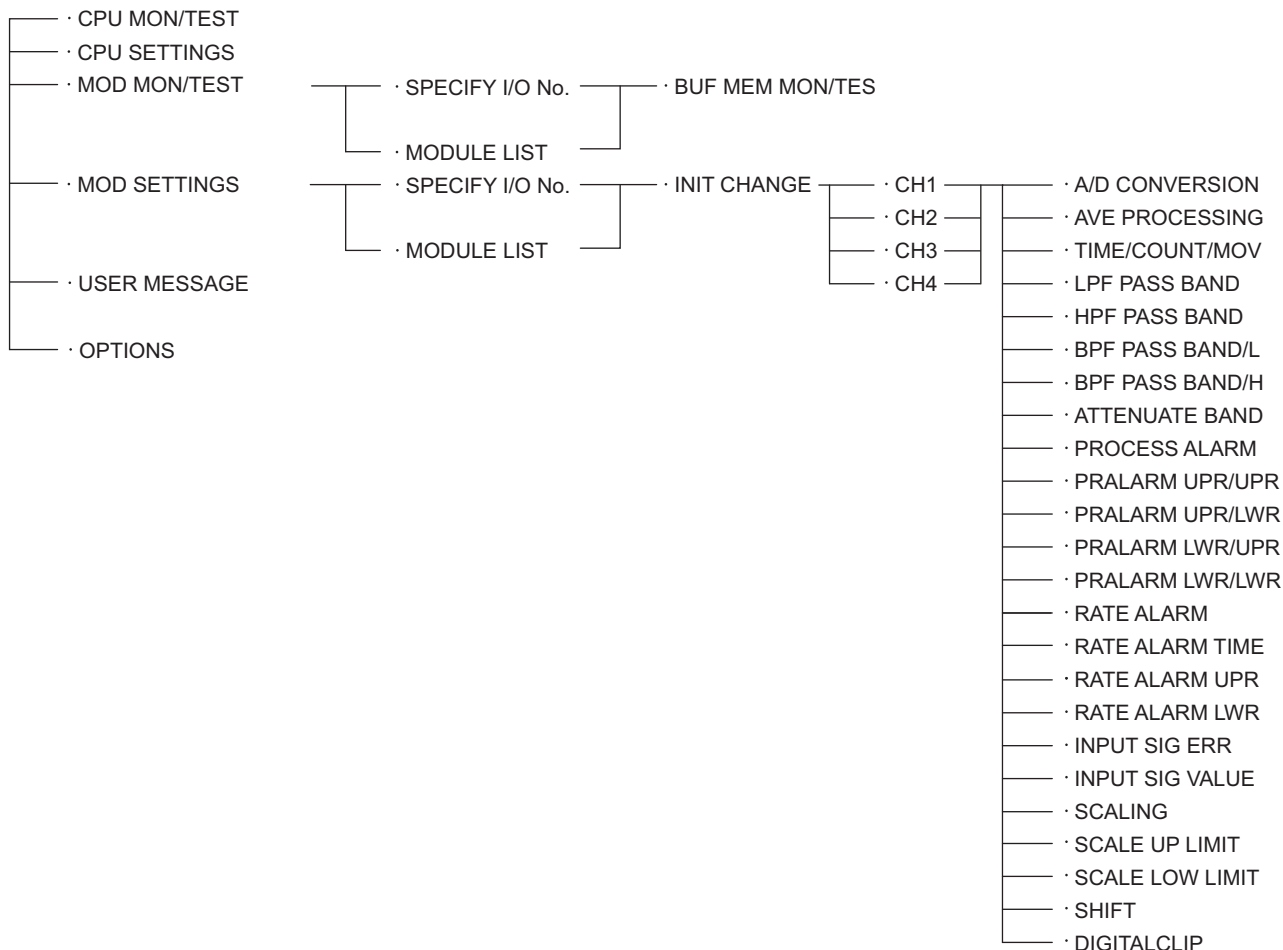 · CPU MON/TEST
· CPU SETTINGS
· MOD MON/TEST
· SPECIFY I/O No.
· BUF MEM MON/TES
· MODULE LIST
· MOD SETTINGS
· SPECIFY I/O No.
· INIT CHANGE
· MODULE LIST
· USER MESSAGE
· OPTIONS
· CH1
· CH2
· CH3
· CH4
· A/D CONVERSION
· AVE PROCESSING
· TIME/COUNT/MOV
· LPF PASS BAND
· HPF PASS BAND
· BPF PASS BAND/L
· BPF PASS BAND/H
· ATTENUATE BAND
· PROCESS ALARM
· PRALARM UPR/UPR
· PRALARM UPR/LWR
· PRALARM LWR/UPR
· PRALARM LWR/LWR
· RATE ALARM
· RATE ALARM TIME
· RATE ALARM UPR
· RATE ALARM LWR
· INPUT SIG ERR
· INPUT SIG VALUE
· SCALING
· SCALE UP LIMIT
· SCALE LOW LIMIT
· SHIFT
· DIGITALCLIP